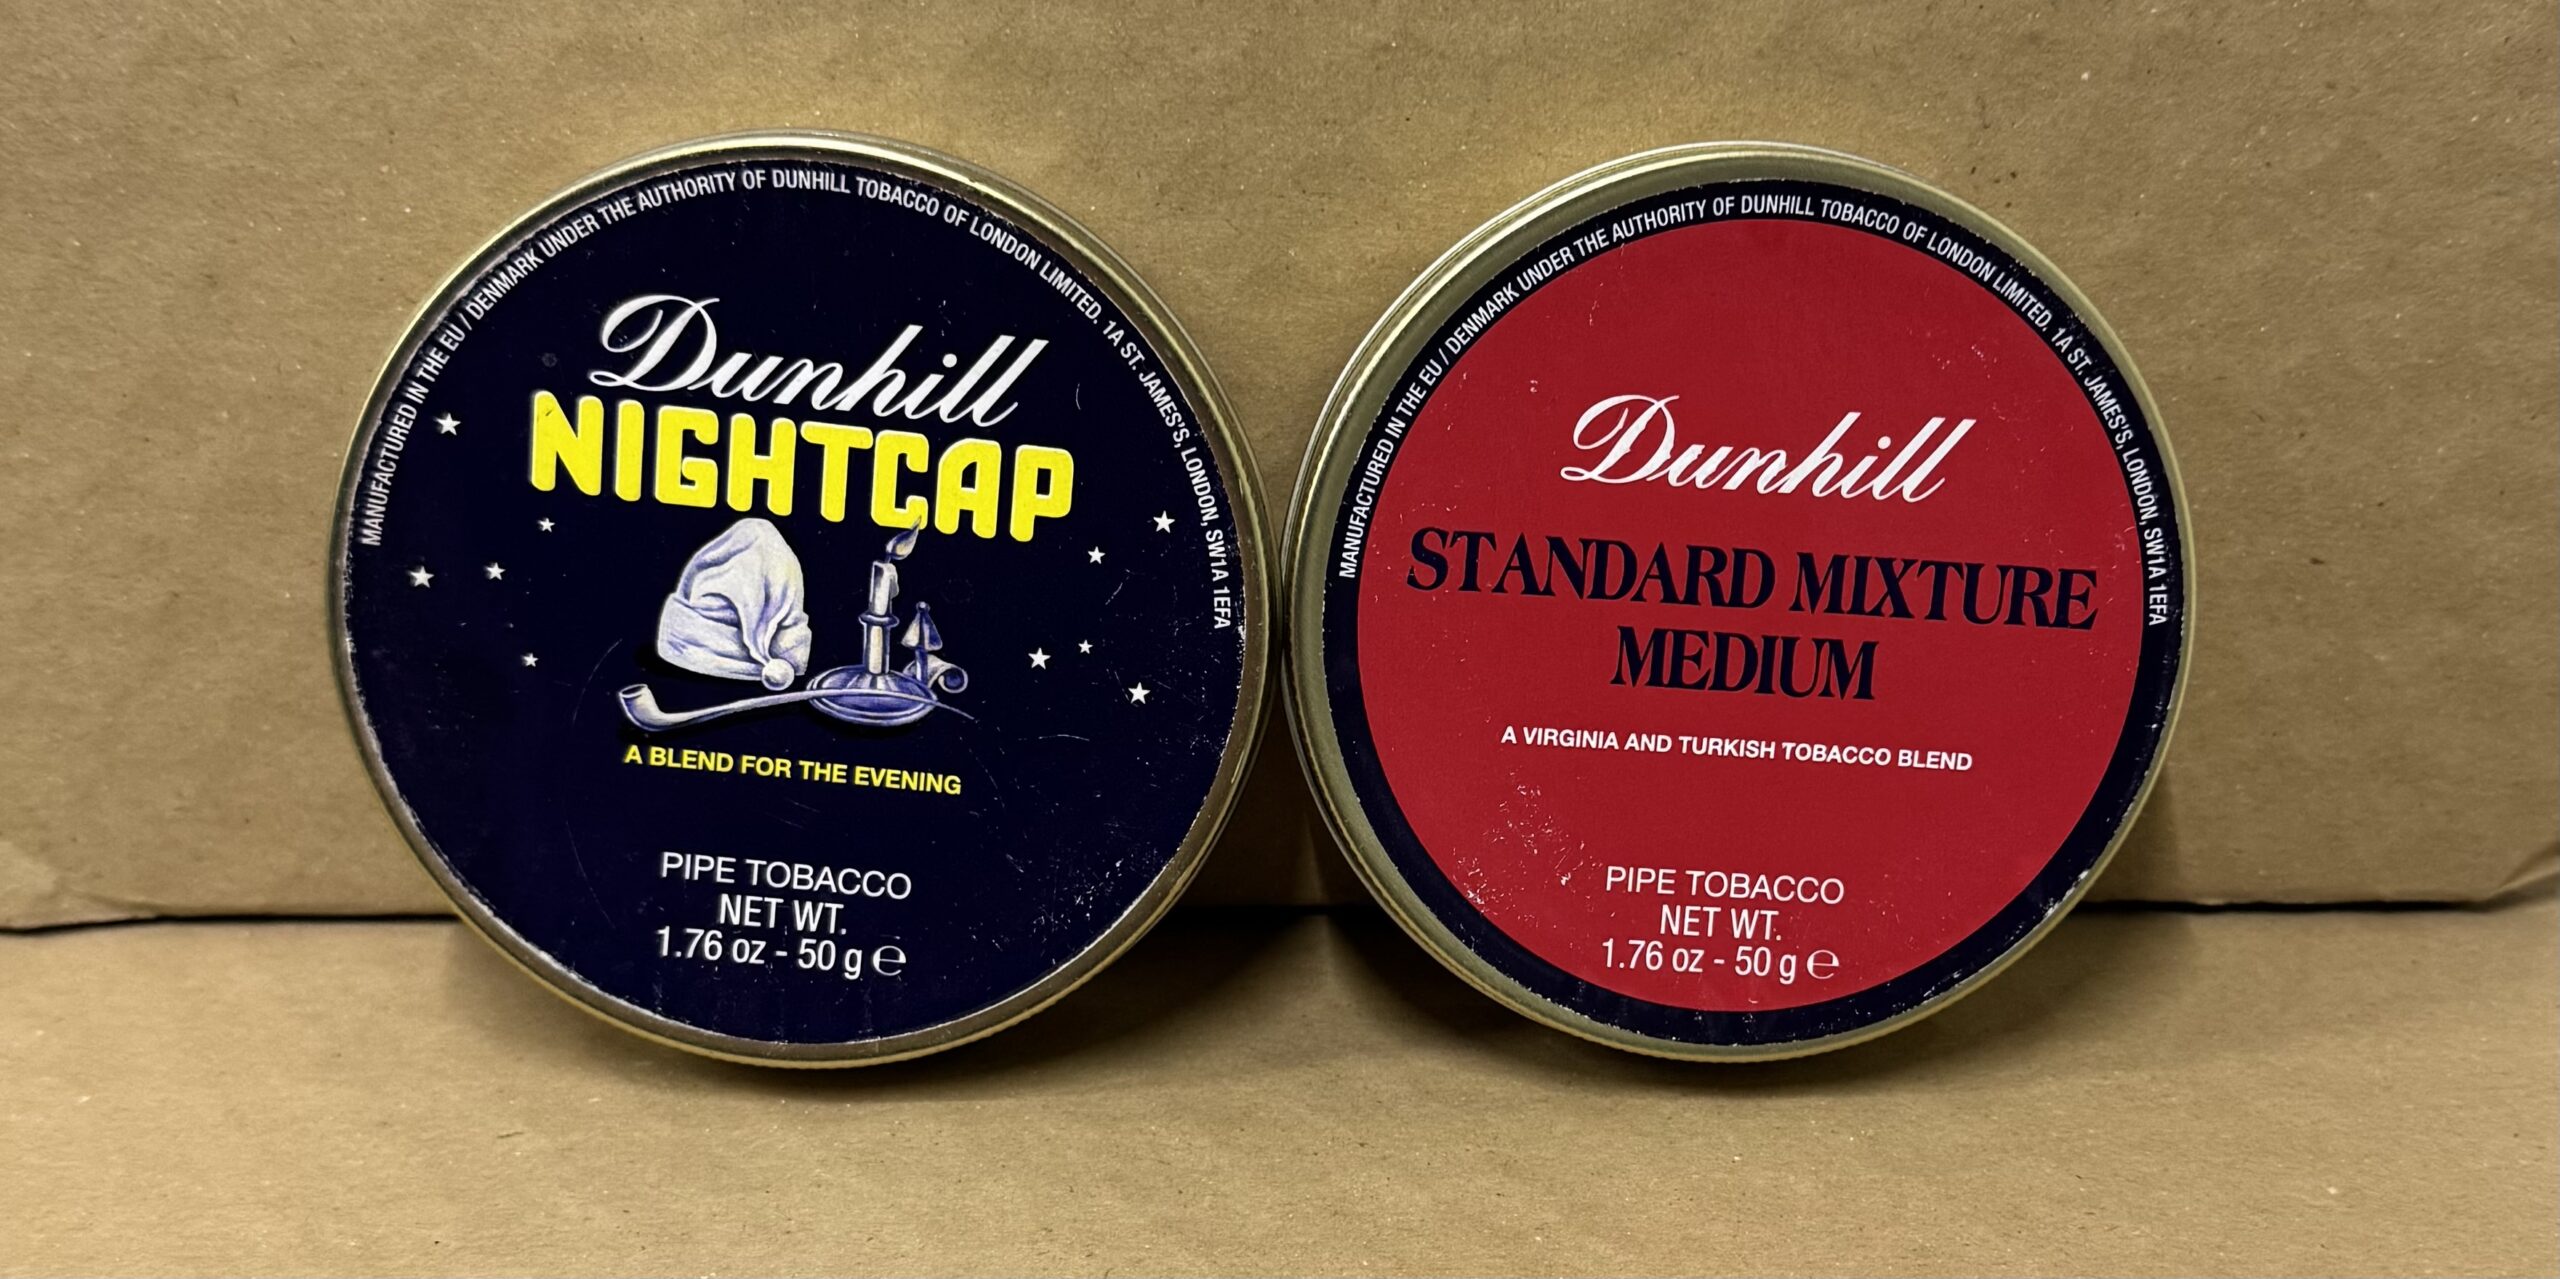 MANUFACTURED IN THE EU / DENMARK UNDER THE AUTHORITY OF DUNHILL TOBACCO OF LONDON LIMITED. 1A ST. JAMES'S, LONDON, SW1A 1EFA
Dunhill
NIGHTCAP
A BLEND FOR THE EVENING
PIPE TOBACCO
NET WT.
1.76 oz - 50 g ℮
MANUFACTURED IN THE EU / DENMARK UNDER THE AUTHORITY OF DUNHILL TOBACCO OF LONDON LIMITED. 1A ST. JAMES'S, LONDON, SW1A 1EFA
Dunhill
STANDARD MIXTURE
MEDIUM
A VIRGINIA AND TURKISH TOBACCO BLEND
PIPE TOBACCO
NET WT.
1.76 oz - 50 g ℮